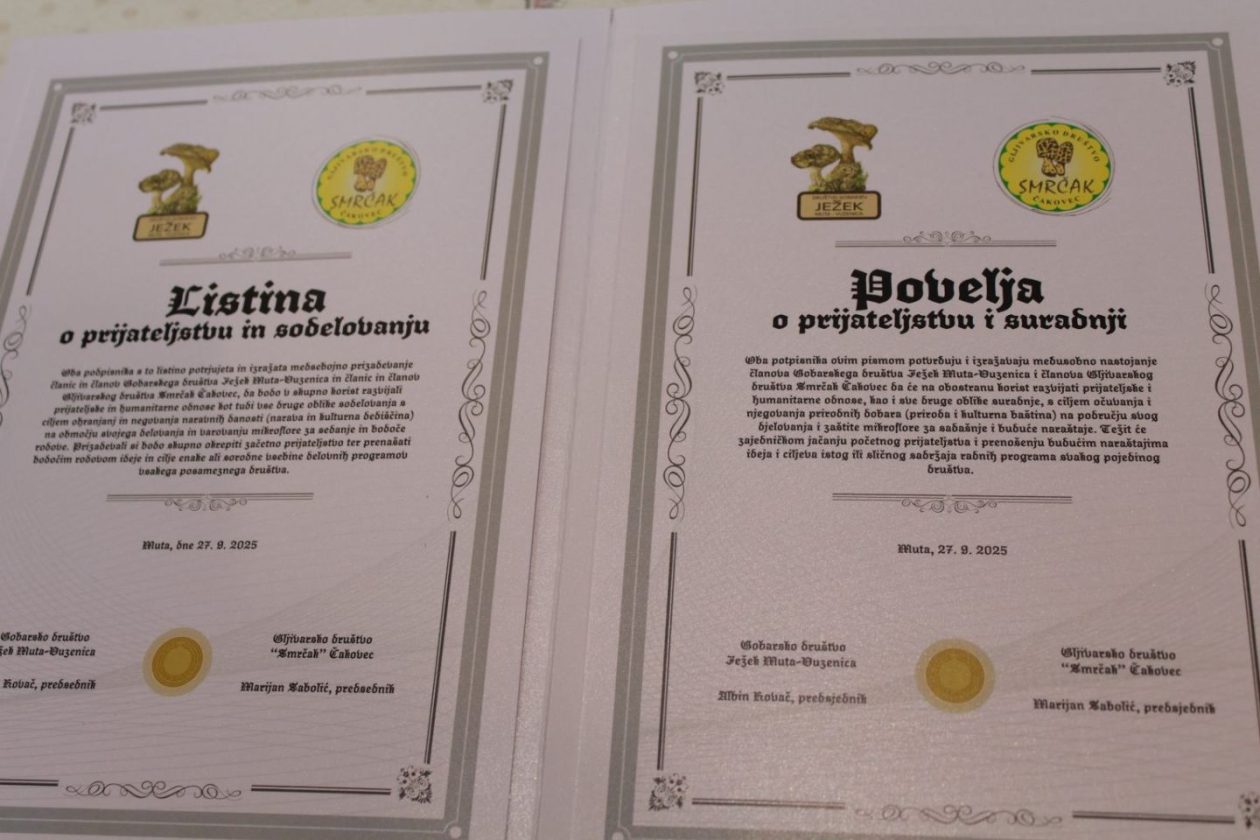 JEŽEK
GLJIVARSKO DRUŠTVO
SMRČAK
ČAKOVEC
Listina
o prijateljstvu in sodelovanju
Oba podpisnika s to listino potrjujeta in izražata medsebojno prizadevanje
članic in članov Gobarskega društva Ježek Muta-Vuzenica in članic in članov
Gljivarskog društva Smrčak Čakovec, da bodo v skupno korist razvijali
prijateljske in humanitarne odnose kot tudi vse druge oblike sodelovanja s
ciljem ohranjanj in negovanja naravnih danosti (narava in kulturna dediščina)
na območju svojega delovanja in varovanju mikroflore za sedanje in bodoče
rodove. Prizadevali si bodo skupno okrepiti začetno prijateljstvo ter prenašati
bodočim rodovom ideje in cilje enake ali sorodne vsebine delovnih programov
vsakega posameznega društva.
Muta, dne 27. 9. 2025
Gobarsko društvo
žek Muta-Vuzenica
Kovač, predsednik
Gljivarsko društvo
“Smrčak” Čakovec
Marijan Sabolić, predsednik
JEŽEK
MUTA - VUZENICA
GLJIVARSKO DRUŠTVO
SMRČAK
ČAKOVEC
Povelja
o prijateljstvu i suradnji
Oba potpisnika ovim pismom potvrđuju i izražavaju međusobno nastojanje
članova Gobarskega društva Ježek Muta-Vuzenica i članova Gljivarskog
društva Smrčak Čakovec da će na obostranu korist razvijati prijateljske i
humanitarne odnose, kao i sve druge oblike suradnje, s ciljem očuvanja i
njegovanja prirodnih dobara (priroda i kulturna baština) na području svog
djelovanja i zaštite mikroflore za sadašnje i buduće naraštaje. Težit će
zajedničkom jačanju početnog prijateljstva i prenošenju budućim naraštajima
ideja i ciljeva istog ili sličnog sadržaja radnih programa svakog pojedinog
društva.
Muta, 27. 9. 2025
Gobarsko društvo
Ježek Muta-Vuzenica
Albin Kovač, predsjednik
Gljivarsko društvo
“Smrčak” Čakovec
Marijan Sabolić, predsjednik